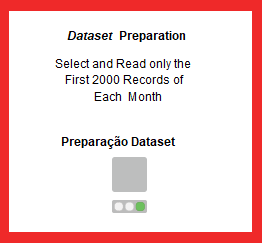 Dataset Preparation
Select and Read only the
First 2000 Records of
Each Month
Preparação Dataset